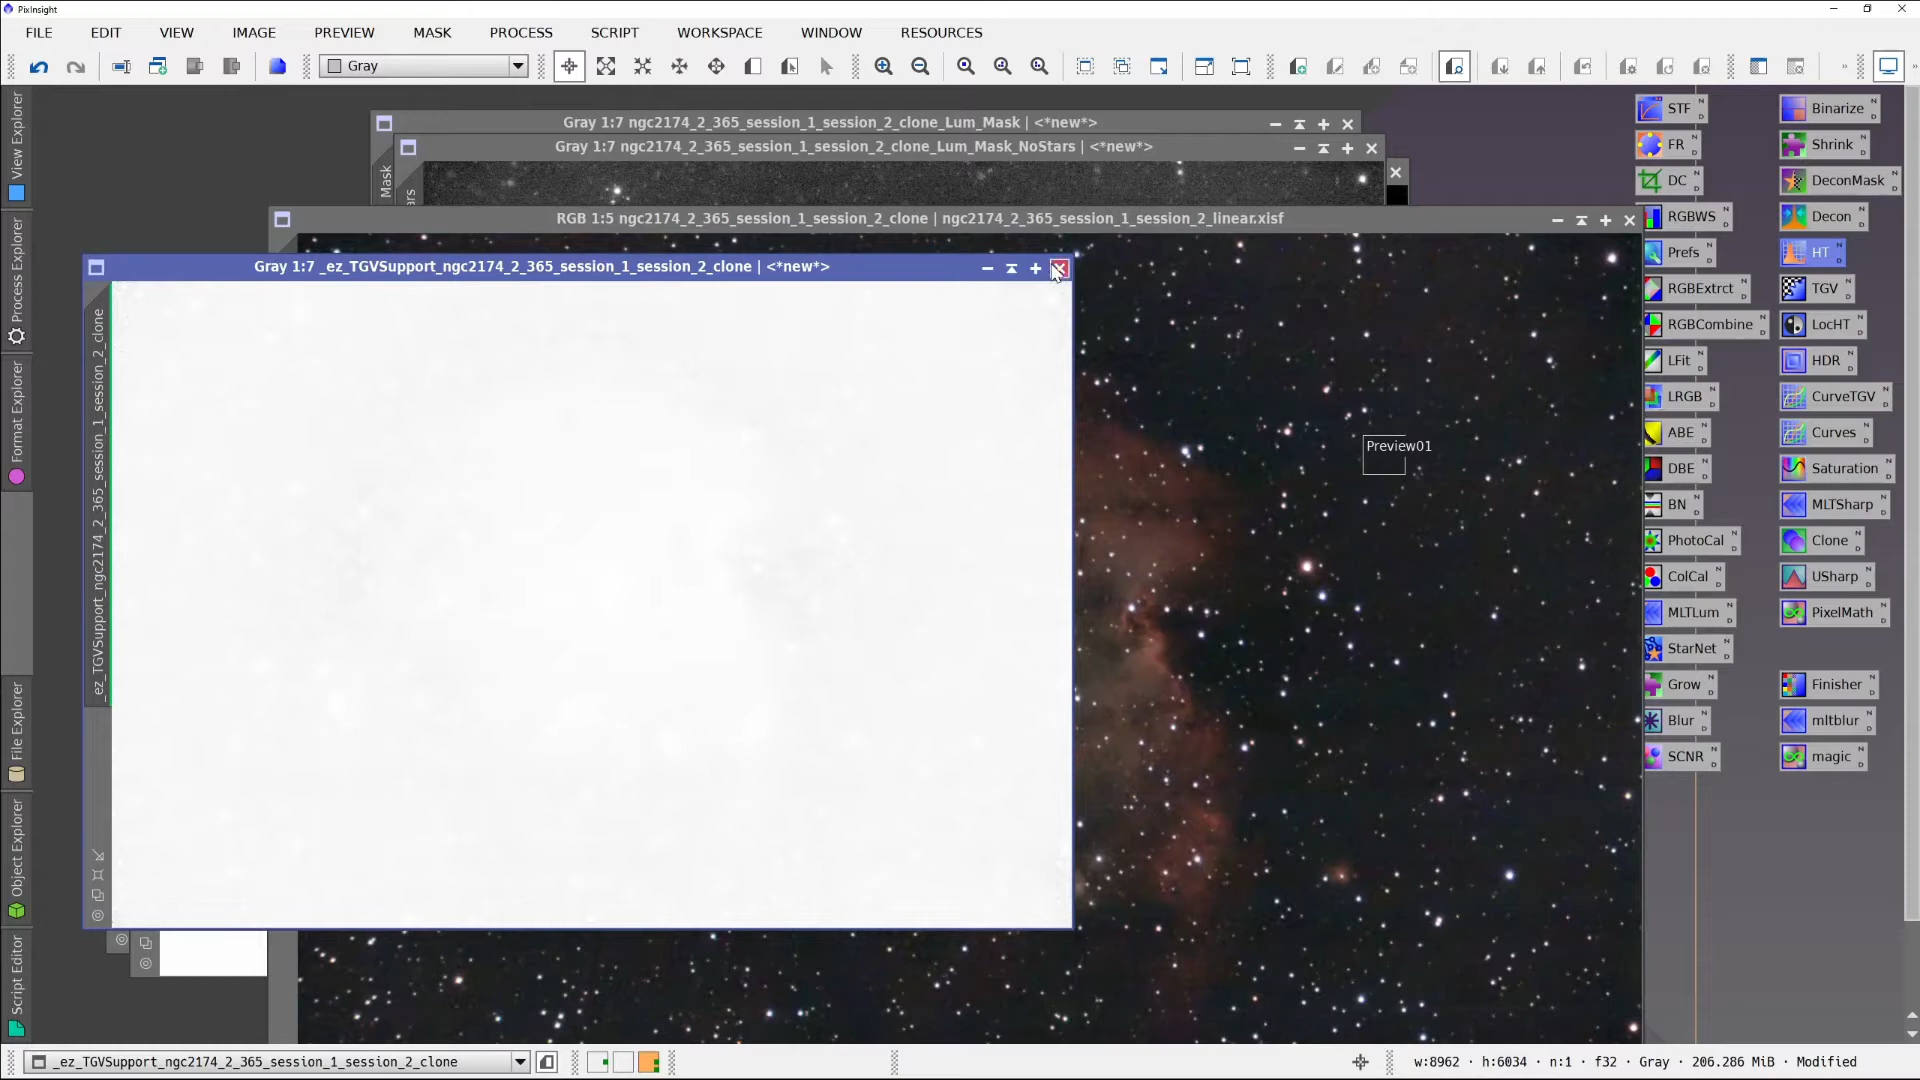 PixInsight
FILE EDIT VIEW IMAGE PREVIEW MASK PROCESS SCRIPT WORKSPACE WINDOW RESOURCES
Gray
Gray 1:7 ngc2174_2_365_session_1_session_2_clone_Lum_Mask | <*new*>
Gray 1:7 ngc2174_2_365_session_1_session_2_clone_Lum_Mask_NoStars | <*new*>
Mask
ars
RGB 1:5 ngc2174_2_365_session_1_session_2_clone | ngc2174_2_365_session_1_session_2_linear.xisf
Gray 1:7 _ez_TGVSupport_ngc2174_2_365_session_1_session_2_clone | <*new*>
_ez_TGVSupport_ngc2174_2_365_session_1_session_2_clone
Preview01
View Explorer
Process Explorer
Format Explorer
File Explorer
Object Explorer
Script Editor
STF N D
Binarize N D
FR N D
Shrink N D
DC N D
DeconMask N D
RGBWS N D
Decon N D
Prefs N D
HT N D
RGBExtrct N D
TGV N D
RGBCombine N D
LocHT N D
LFit N D
HDR N D
LRGB N D
CurveTGV N D
ABE N D
Curves N D
DBE N D
Saturation N D
BN N D
MLTSharp N D
PhotoCal N D
Clone N D
ColCal N D
USharp N D
MLTLum N D
PixelMath N D
StarNet N D
Grow N D
Finisher N D
Blur N D
mltblur N D
SCNR N D
magic N D
_ez_TGVSupport_ngc2174_2_365_session_1_session_2_clone
w:8962 · h:6034 · n:1 · f32 · Gray · 206.286 MiB · Modified